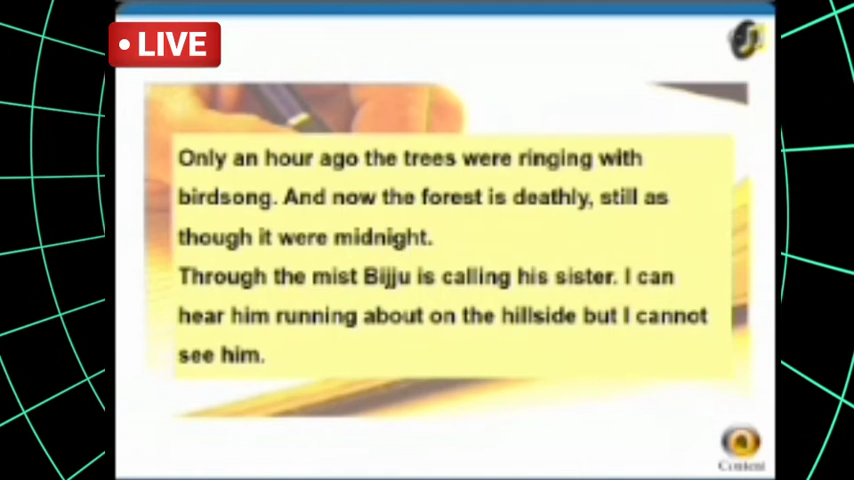 • LIVE
Only an hour ago the trees were ringing with
birdsong. And now the forest is deathly, still as
though it were midnight.
Through the mist Bijju is calling his sister. I can
hear him running about on the hillside but I cannot
see him.
Content